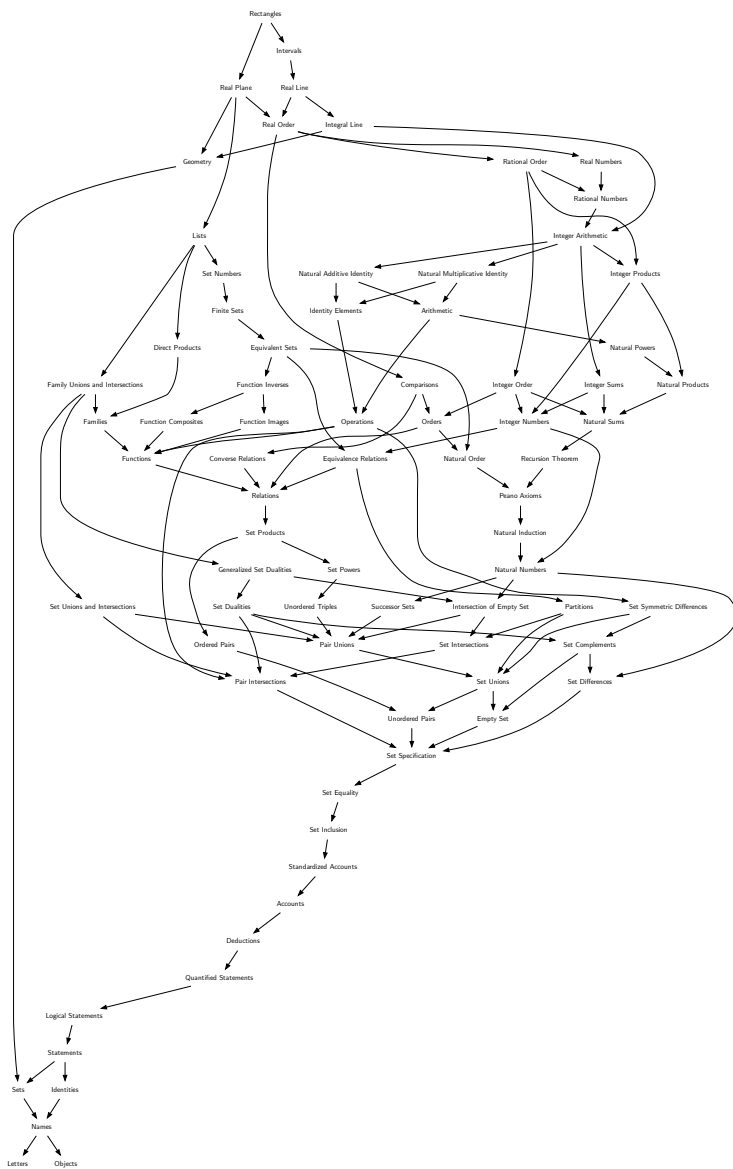 Rectangles
Intervals
Real Plane Real Line
Real Order Integral Line
Geometry Rational Order Real Numbers
Rational Numbers
Lists Integer Arithmetic
Set Numbers Natural Additive Identity Natural Multiplicative Identity Integer Products
Finite Sets Identity Elements Arithmetic
Direct Products Equivalent Sets Natural Powers
Family Unions and Intersections Function Inverses Comparisons Integer Order Integer Sums Natural Products
Families Function Composites Function Images Operations Orders Integer Numbers Natural Sums
Functions Converse Relations Equivalence Relations Natural Order Recursion Theorem
Relations Peano Axioms
Set Products Natural Induction
Generalized Set Dualities Set Powers Natural Numbers
Set Unions and Intersections Set Dualities Unordered Triples Successor Sets Intersection of Empty Set Partitions Set Symmetric Differences
Ordered Pairs Pair Unions Set Intersections Set Complements
Pair Intersections Set Unions Set Differences
Unordered Pairs Empty Set
Set Specification
Set Equality
Set Inclusion
Standardized Accounts
Accounts
Deductions
Quantified Statements
Logical Statements
Statements
Sets Identities
Names
Letters Objects